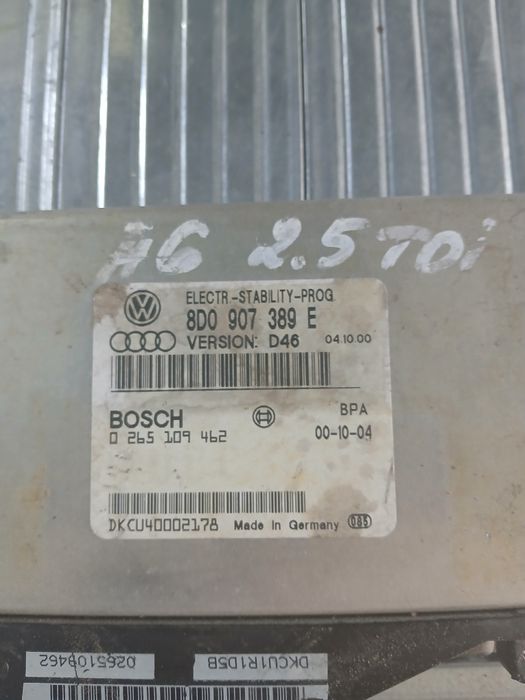 A6 2.5 TDi
ELECTR-STABILITY-PROG.
8D0 907 389 E
VERSION: D46 04.10.00
BOSCH BPA
0 265 109 462 00-10-04
DKCU40002178 Made in Germany 085
0265109462 DKCU1R1D5B